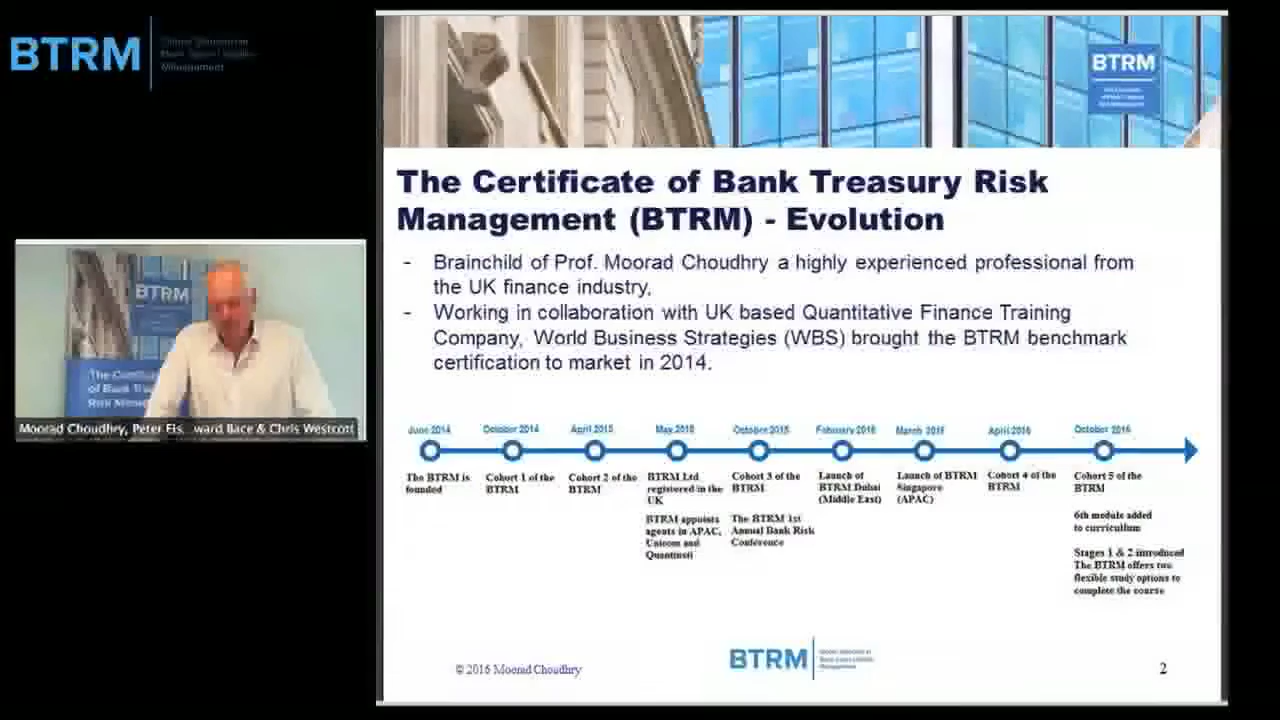 BTRM
Management
BTRM
The Certificate of Bank Treasury Risk
Management (BTRM) - Evolution
- Brainchild of Prof. Moorad Choudhry a highly experienced professional from
the UK finance industry,
- Working in collaboration with UK based Quantitative Finance Training
Company, World Business Strategies (WBS) brought the BTRM benchmark
certification to market in 2014.
BTRM
of Bank
Risk
Moorad Choudhry, Peter Eis, ward Bace & Chris Westcott
June 2014
The BTRM is
founded
October 2014
Cohort 1 of the
BTRM
April 2015
Cohort 2 of the
BTRM
May
BTRM Ltd
registered in the
UK
BTRM appoints
agents in APAC,
Unicom and
Quantinsti
October 2015
Cohort 3 of the
BTRM
The BTRM 1st
Annual Bank Risk
Conference
February 2016
Launch of
BTRM Dubai
(Middle East)
March 2016
Launch of BTRM
Singapore
(APAC)
April 2016
Cohort 4 of the
BTRM
October 2016
Cohort 5 of the
BTRM
6th module added
to curriculum
Stages 1 & 2 introduced
The BTRM offers two
flexible study options to
complete the course
© 2016 Moorad Choudhry
BTRM
2